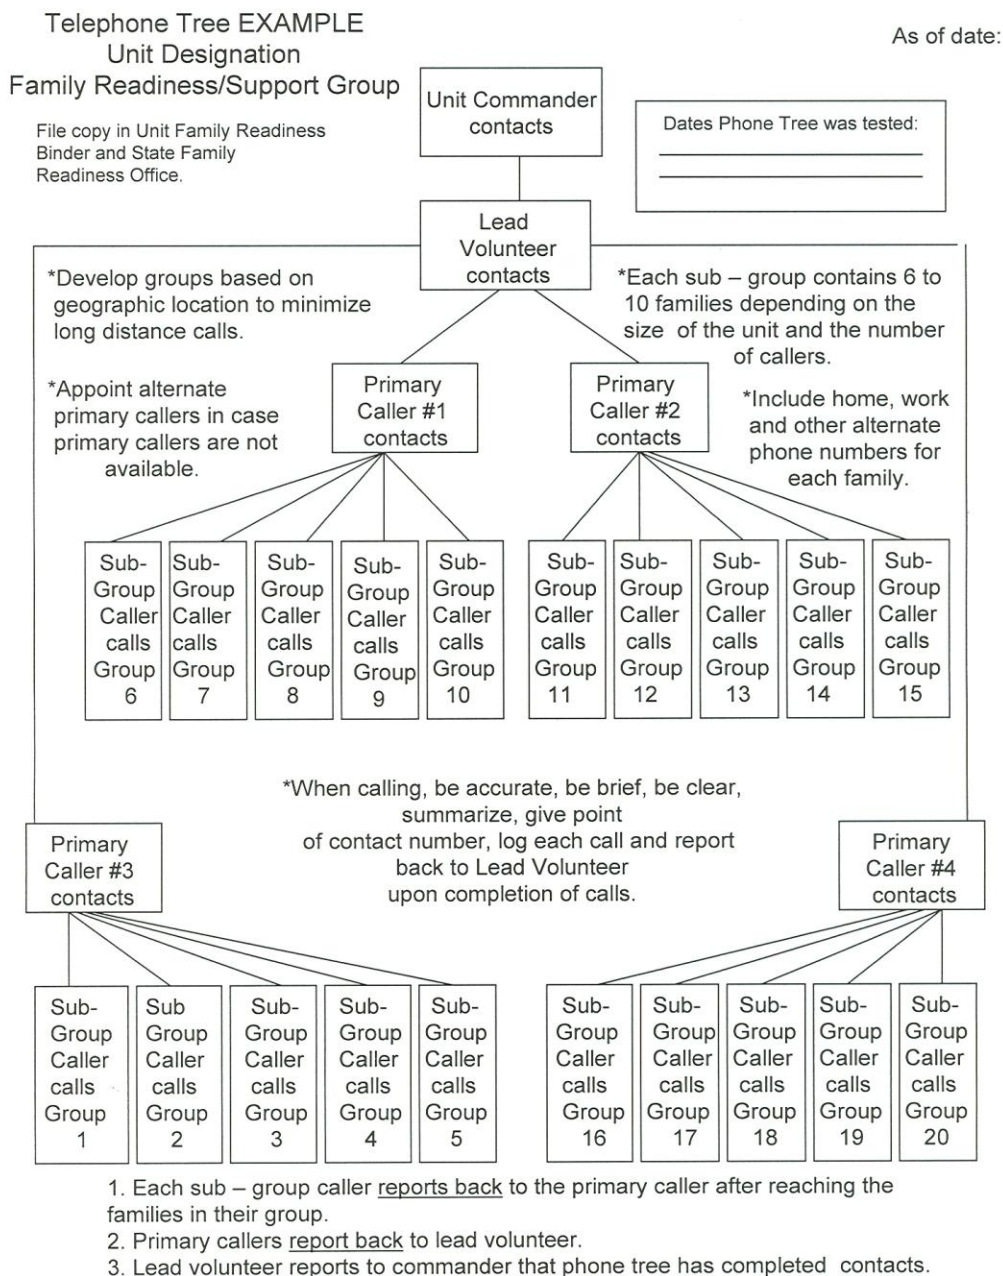 Telephone Tree EXAMPLE
Unit Designation
Family Readiness/Support Group
As of date:
File copy in Unit Family Readiness
Binder and State Family
Readiness Office.
Unit Commander
contacts
Dates Phone Tree was tested:
Lead
Volunteer
contacts
*Develop groups based on
geographic location to minimize
long distance calls.
*Each sub – group contains 6 to
10 families depending on the
size of the unit and the number
of callers.
*Appoint alternate
primary callers in case
primary callers are not
available.
Primary
Caller #1
contacts
Primary
Caller #2
contacts
*Include home, work
and other alternate
phone numbers for
each family.
Sub-
Group
Caller
calls
Group
6
Sub-
Group
Caller
calls
Group
7
Sub-
Group
Caller
calls
Group
8
Sub-
Group
Caller
calls
Group
9
Sub-
Group
Caller
calls
Group
10
Sub-
Group
Caller
calls
Group
11
Sub-
Group
Caller
calls
Group
12
Sub-
Group
Caller
calls
Group
13
Sub-
Group
Caller
calls
Group
14
Sub-
Group
Caller
calls
Group
15
*When calling, be accurate, be brief, be clear,
summarize, give point
of contact number, log each call and report
back to Lead Volunteer
upon completion of calls.
Primary
Caller #3
contacts
Primary
Caller #4
contacts
Sub-
Group
Caller
calls
Group
1
Sub
Group
Caller
calls
Group
2
Sub-
Group
Caller
calls
Group
3
Sub-
Group
Caller
calls
Group
4
Sub-
Group
Caller
calls
Group
5
Sub-
Group
Caller
calls
Group
16
Sub-
Group
Caller
calls
Group
17
Sub-
Group
Caller
calls
Group
18
Sub-
Group
Caller
calls
Group
19
Sub-
Group
Caller
calls
Group
20
1. Each sub – group caller reports back to the primary caller after reaching the
families in their group.
2. Primary callers report back to lead volunteer.
3. Lead volunteer reports to commander that phone tree has completed contacts.